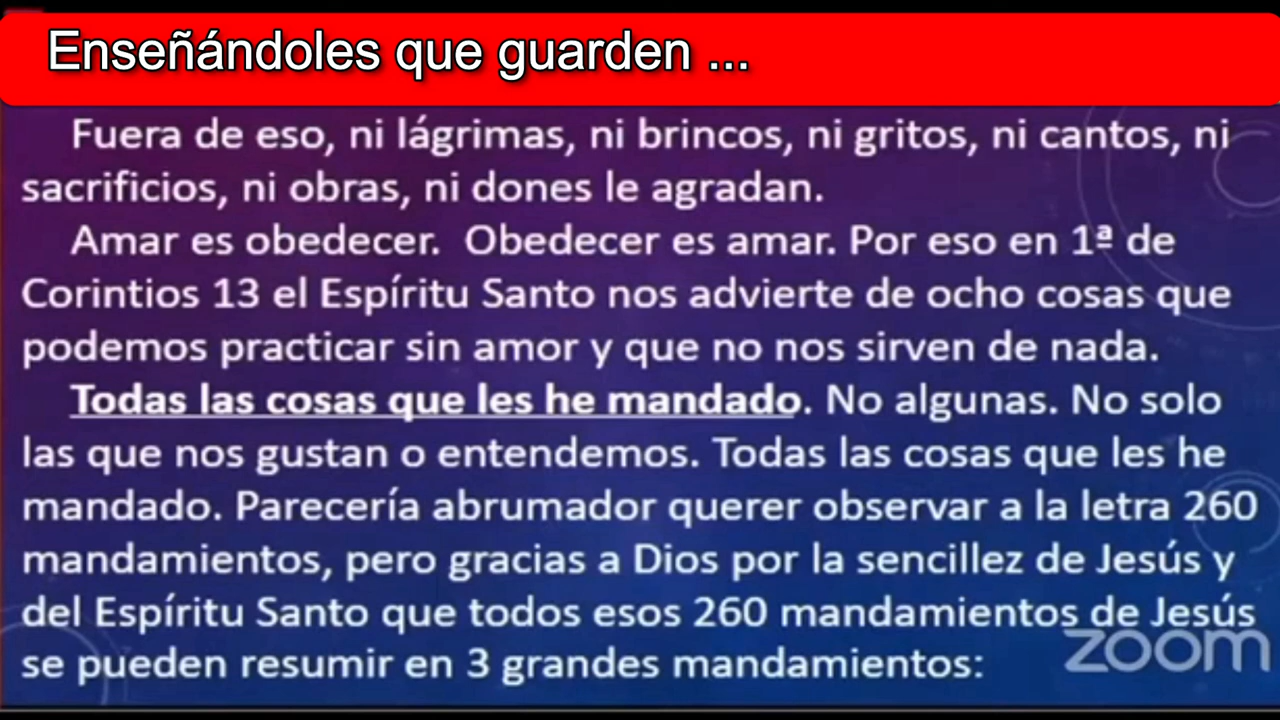 Enseñándoles que guarden ...
Fuera de eso, ni lágrimas, ni brincos, ni gritos, ni cantos, ni
sacrificios, ni obras, ni dones le agradan.
Amar es obedecer. Obedecer es amar. Por eso en 1ª de
Corintios 13 el Espíritu Santo nos advierte de ocho cosas que
podemos practicar sin amor y que no nos sirven de nada.
Todas las cosas que les he mandado. No algunas. No solo
las que nos gustan o entendemos. Todas las cosas que les he
mandado. Parecería abrumador querer observar a la letra 260
mandamientos, pero gracias a Dios por la sencillez de Jesús y
del Espíritu Santo que todos esos 260 mandamientos de Jesús
se pueden resumir en 3 grandes mandamientos:
zoom